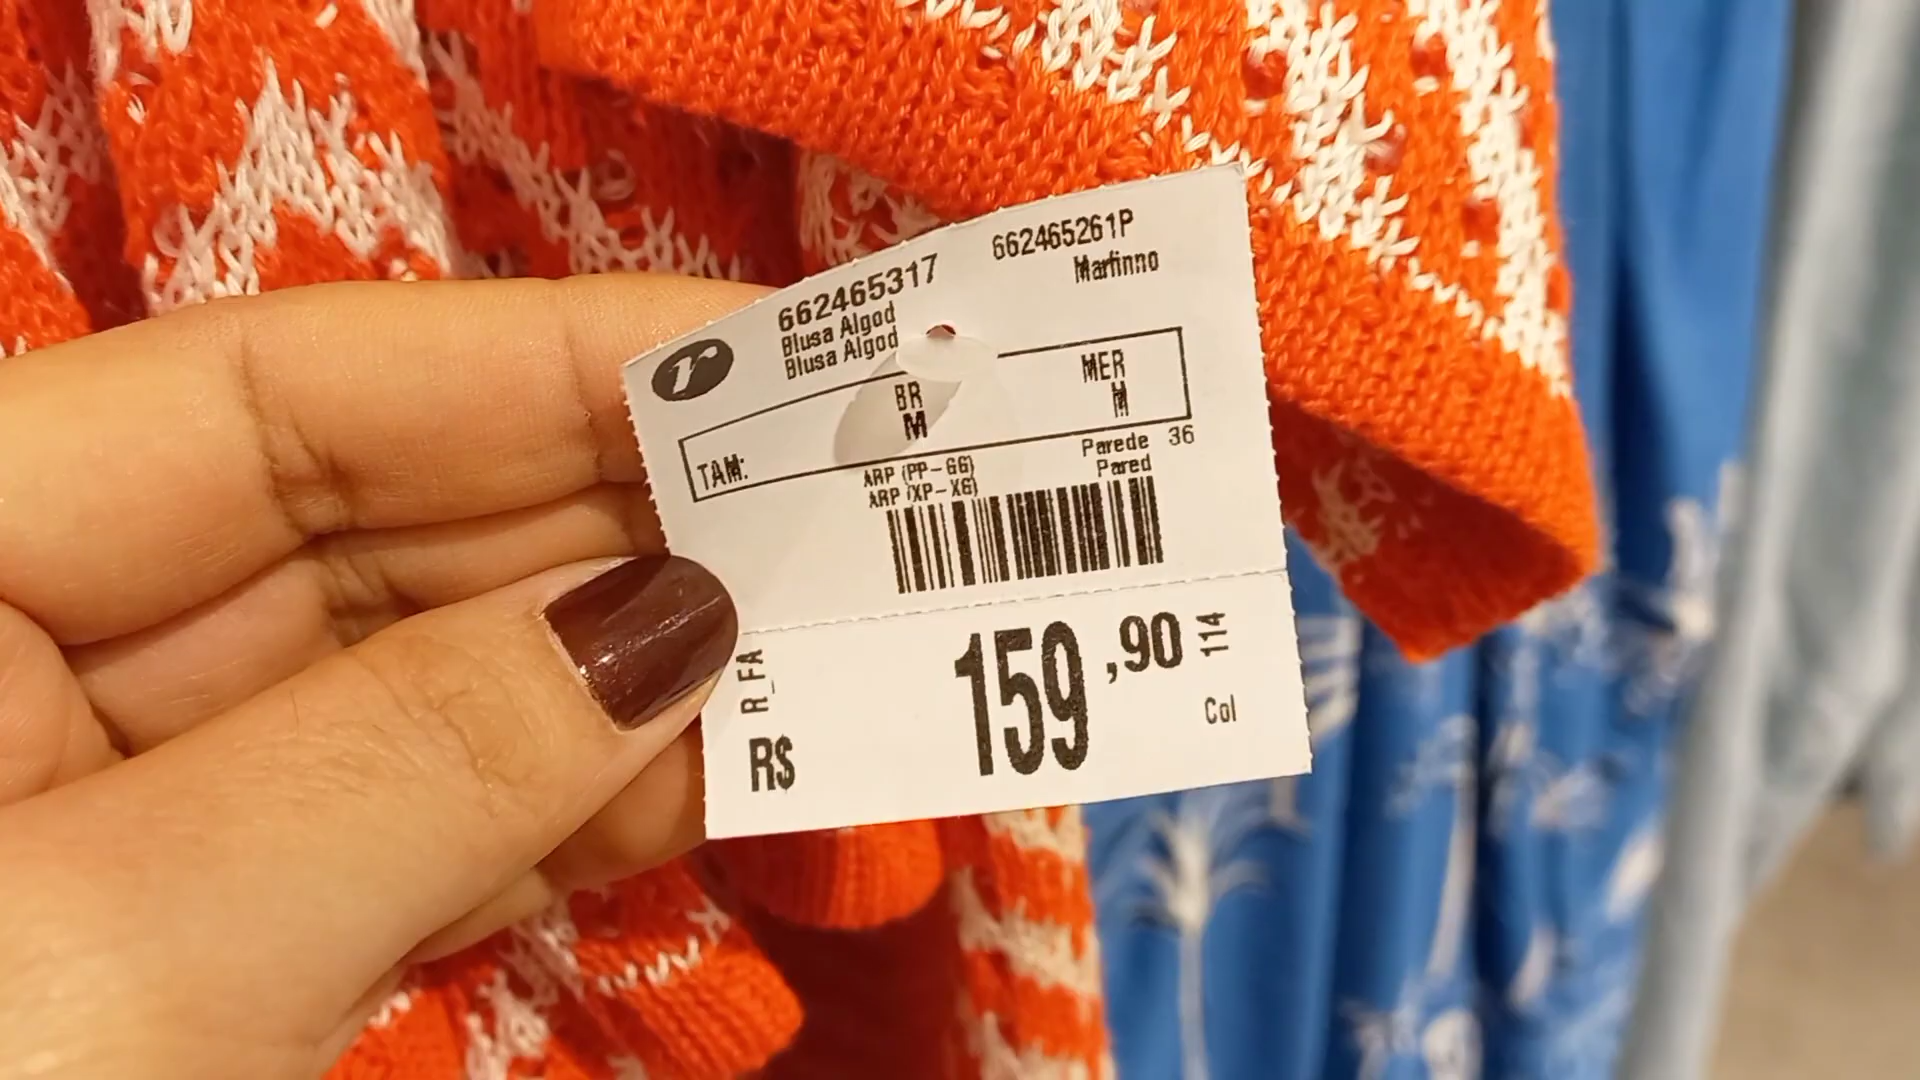 r
662465317
662465261P
Blusa Algod
Marfinno
Blusa Algod
BR
MER
TAM:
M
M
ARP (PP-GG)
Parede 36
ARP (XP-XG)
Pared
R_FA
R$
159,90
114
Col